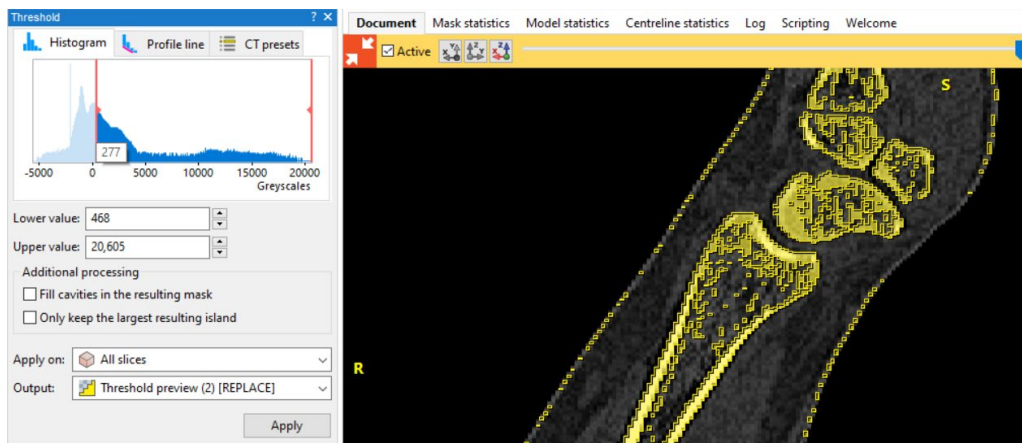 Threshold
? ×
Histogram
Profile line
CT presets
277
-5000 0 5000 10000 15000 20000
Greyscales
Lower value: 468
Upper value: 20,605
Additional processing
Fill cavities in the resulting mask
Only keep the largest resulting island
Apply on: All slices
Output: Threshold preview (2) [REPLACE]
Apply
Document Mask statistics Model statistics Centreline statistics Log Scripting Welcome
Active
S
R